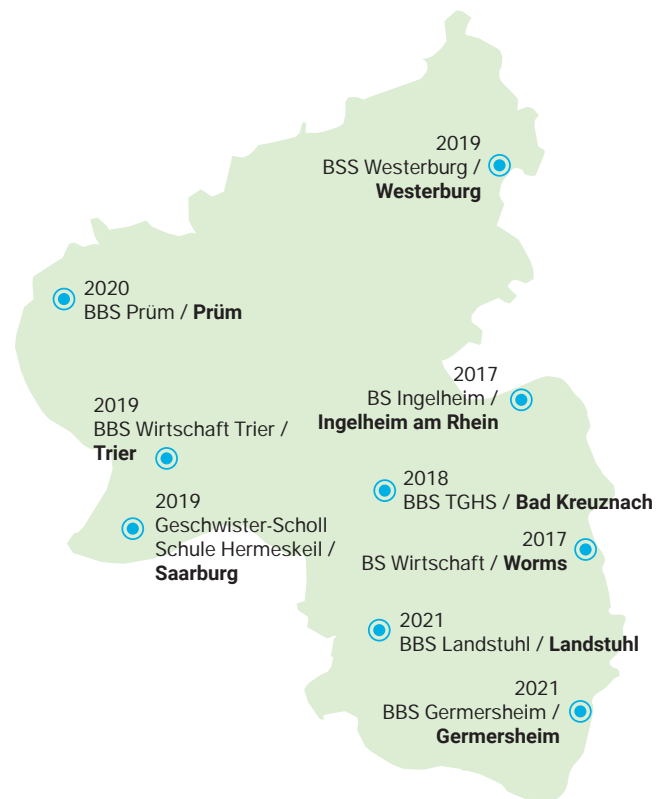 2019
BSS Westerburg /
Westerburg
2020
BBS Prüm / Prüm
2017
BS Ingelheim /
Ingelheim am Rhein
2019
BBS Wirtschaft Trier /
Trier
2018
BBS TGHS / Bad Kreuznach
2019
Geschwister-Scholl
Schule Hermeskeil /
Saarburg
2017
BS Wirtschaft / Worms
2021
BBS Landstuhl / Landstuhl
2021
BBS Germersheim /
Germersheim